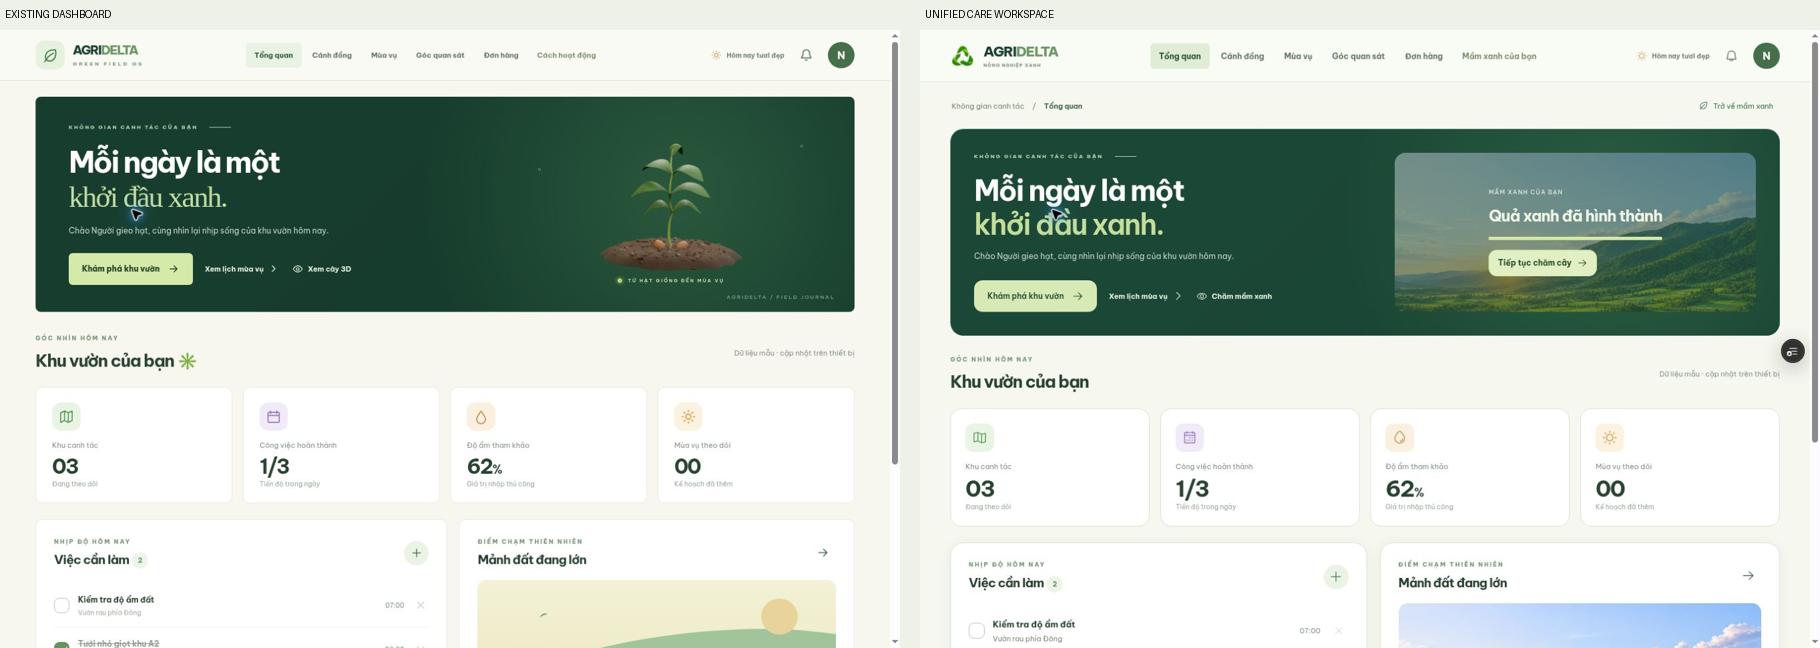 EXISTING DASHBOARD
AGRIDELTA
GREEN FIELD OS
Tổng quan
Cánh đồng
Mùa vụ
Góc quan sát
Đơn hàng
Cách hoạt động
Hôm nay tươi đẹp
N
KHÔNG GIAN CANH TÁC CỦA BẠN
Mỗi ngày là một
khởi đầu xanh.
Chào Người gieo hạt, cùng nhìn lại nhịp sống của khu vườn hôm nay.
Khám phá khu vườn
Xem lịch mùa vụ
Xem cây 3D
TỪ HẠT GIỐNG ĐẾN MÙA VỤ
AGRIDELTA / FIELD JOURNAL
GÓC NHÌN HÔM NAY
Khu vườn của bạn
Dữ liệu mẫu · cập nhật trên thiết bị
Khu canh tác
03
Đang theo dõi
Công việc hoàn thành
1/3
Tiến độ trong ngày
Độ ẩm tham khảo
62%
Giá trị nhập thủ công
Mùa vụ theo dõi
00
Kế hoạch đã thêm
NHỊP ĐỘ HÔM NAY
Việc cần làm 2
Kiểm tra độ ẩm đất
Vườn rau phía Đông
07:00
Tưới nhỏ giọt khu A2
ĐIỂM CHẠM THIÊN NHIÊN
Mảnh đất đang lớn
UNIFIED CARE WORKSPACE
AGRIDELTA
NÔNG NGHIỆP XANH
Tổng quan
Cánh đồng
Mùa vụ
Góc quan sát
Đơn hàng
Mầm xanh của bạn
Hôm nay tươi đẹp
N
Không gian canh tác / Tổng quan
Trở về mầm xanh
KHÔNG GIAN CANH TÁC CỦA BẠN
Mỗi ngày là một
khởi đầu xanh.
Chào Người gieo hạt, cùng nhìn lại nhịp sống của khu vườn hôm nay.
Khám phá khu vườn
Xem lịch mùa vụ
Chăm mầm xanh
MẦM XANH CỦA BẠN
Quả xanh đã hình thành
Tiếp tục chăm cây
GÓC NHÌN HÔM NAY
Khu vườn của bạn
Dữ liệu mẫu · cập nhật trên thiết bị
Khu canh tác
03
Đang theo dõi
Công việc hoàn thành
1/3
Tiến độ trong ngày
Độ ẩm tham khảo
62%
Giá trị nhập thủ công
Mùa vụ theo dõi
00
Kế hoạch đã thêm
NHỊP ĐỘ HÔM NAY
Việc cần làm 2
Kiểm tra độ ẩm đất
Vườn rau phía Đông
07:00
ĐIỂM CHẠM THIÊN NHIÊN
Mảnh đất đang lớn